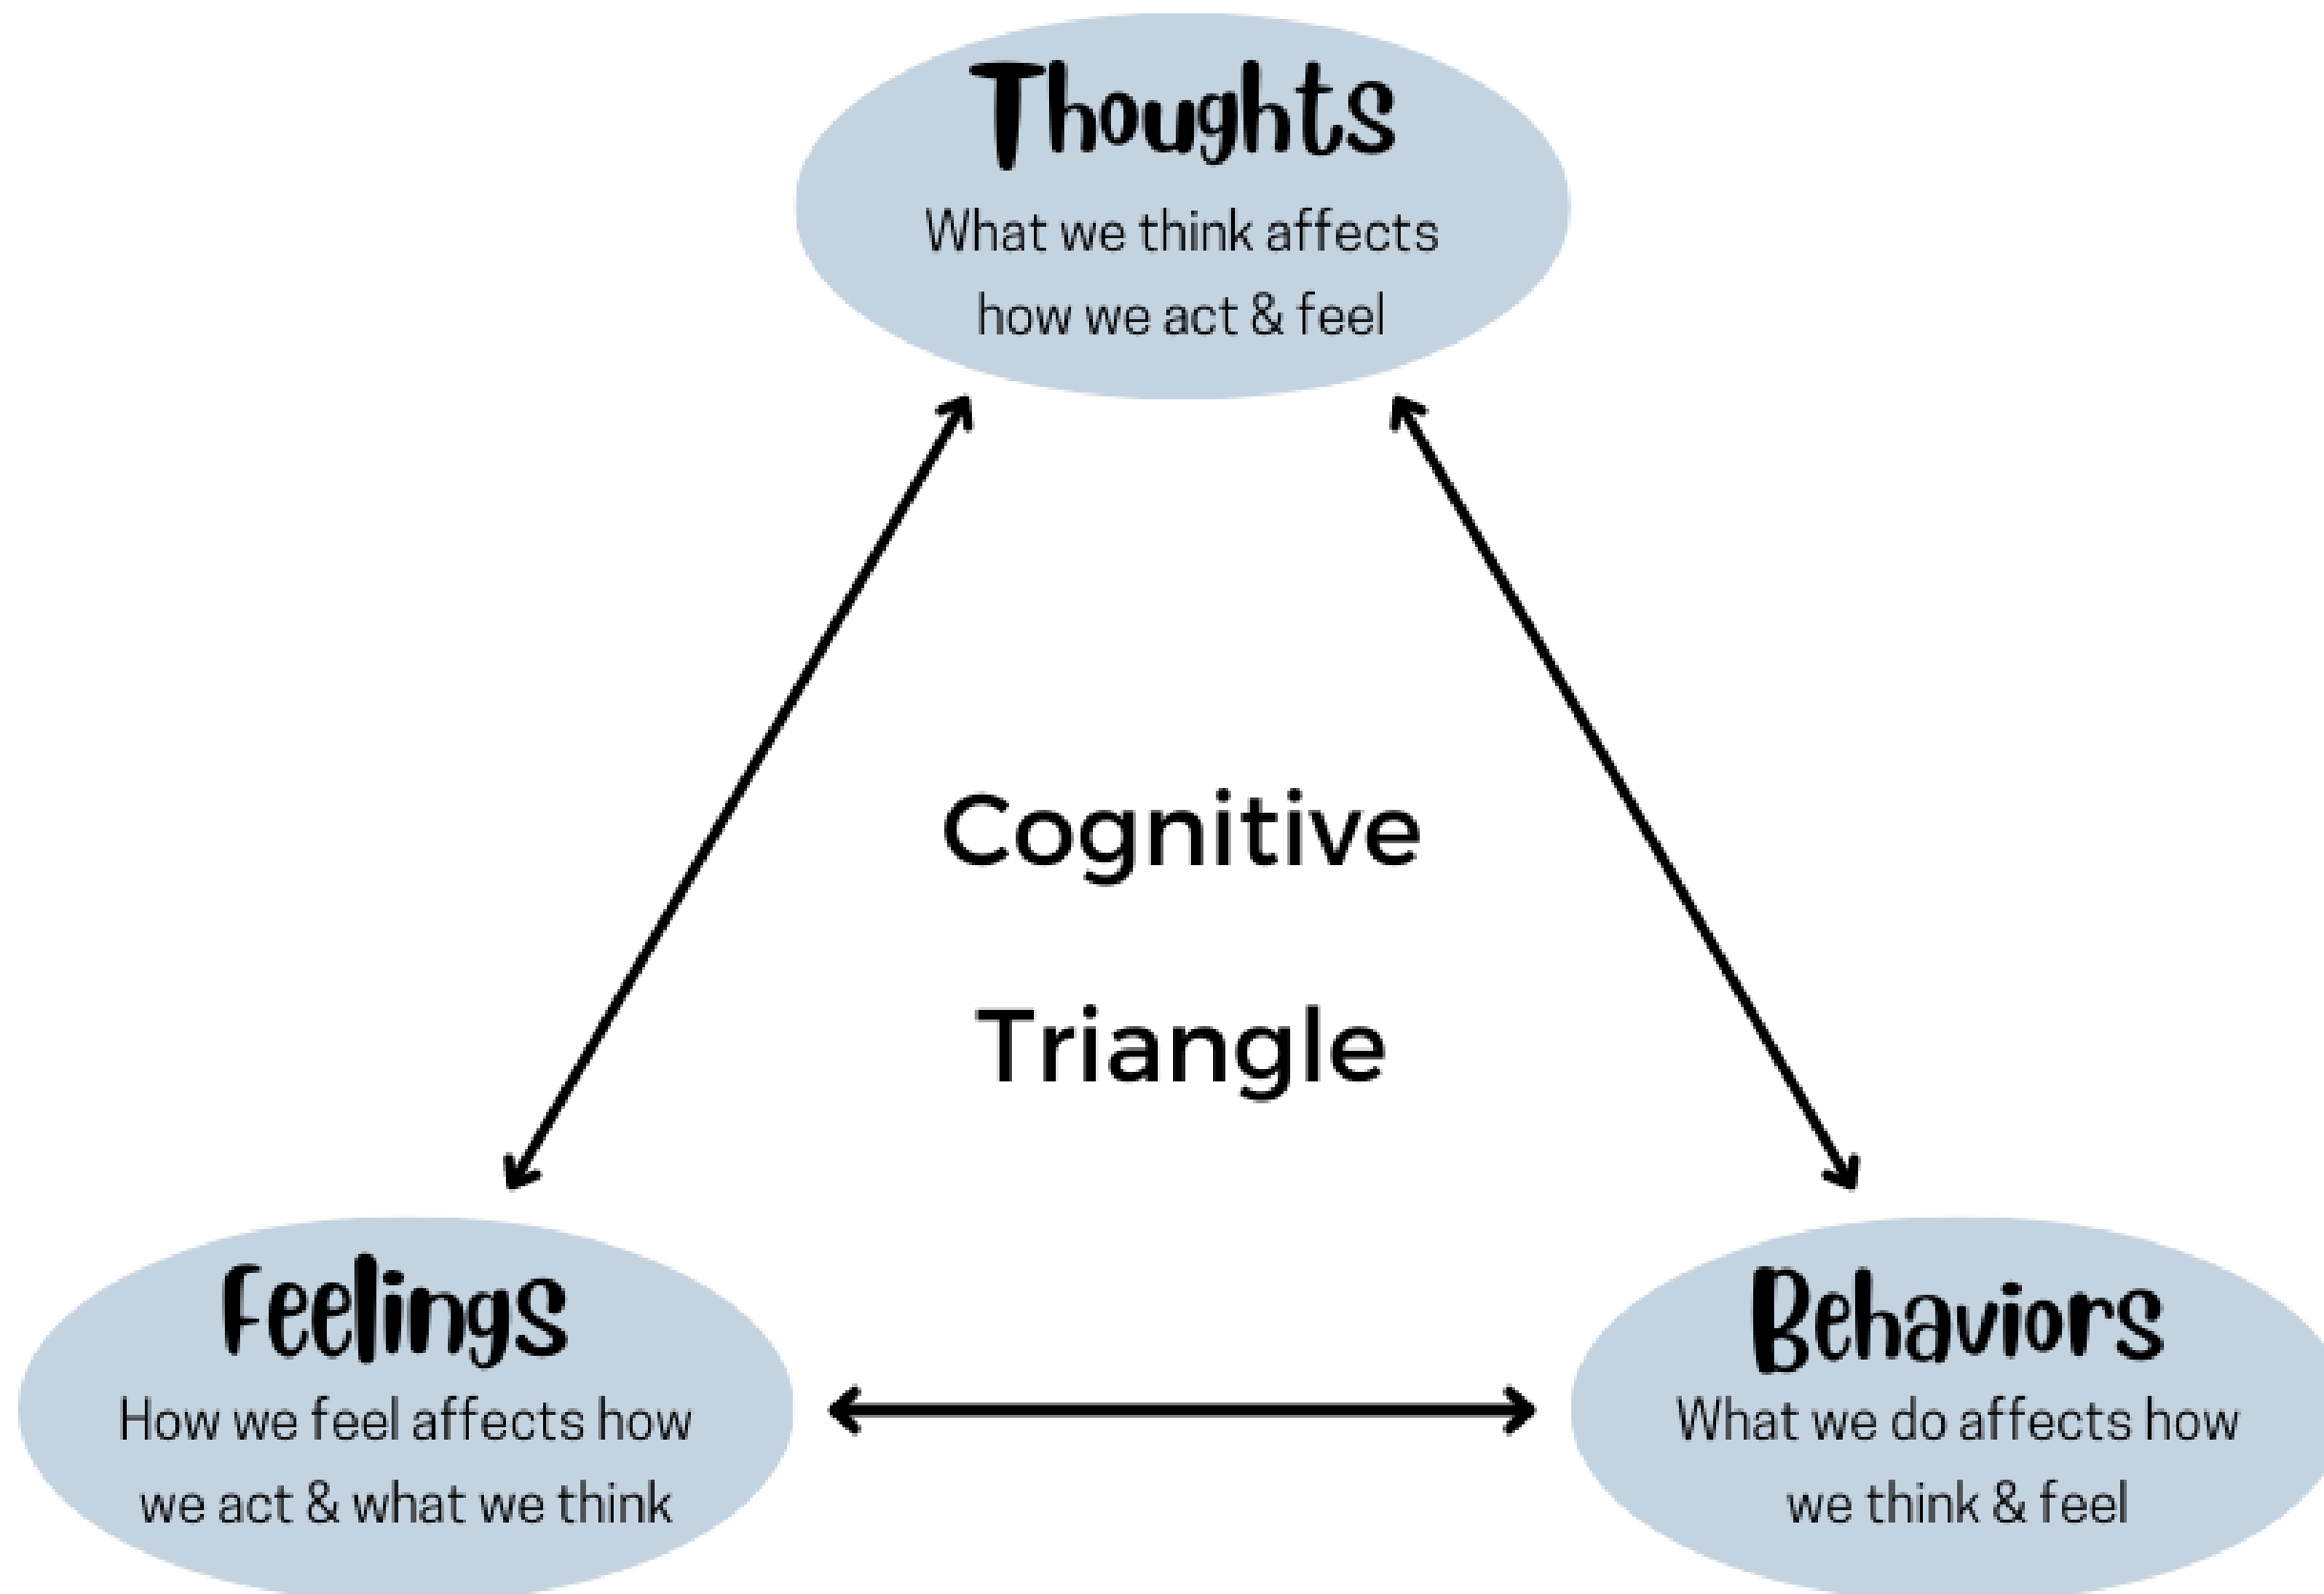 Thoughts
What we think affects
how we act & feel
Cognitive
Triangle
Feelings
How we feel affects how
we act & what we think
Behaviors
What we do affects how
we think & feel